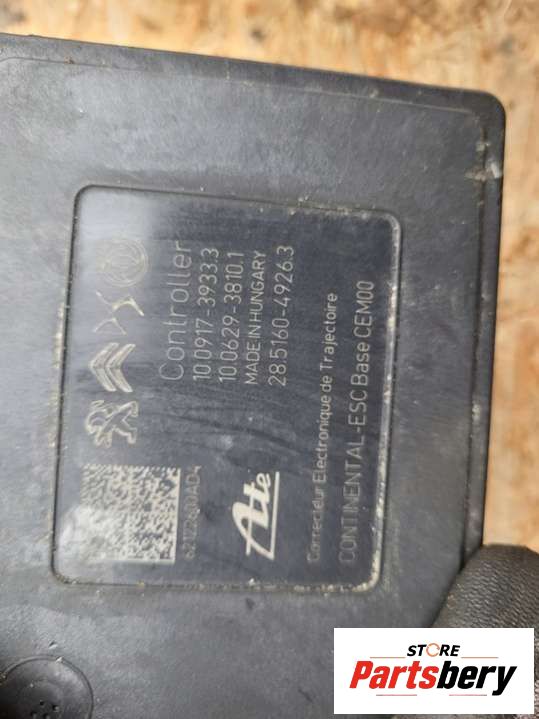 Controller
10.0917-3933.3
10.0629-3810.1
MADE IN HUNGARY
28.5160-4926.3
Ate
Correcteur Electronique de Trajectoire
CONTINENTAL-ESC Base CEM00
STORE
Partsbery